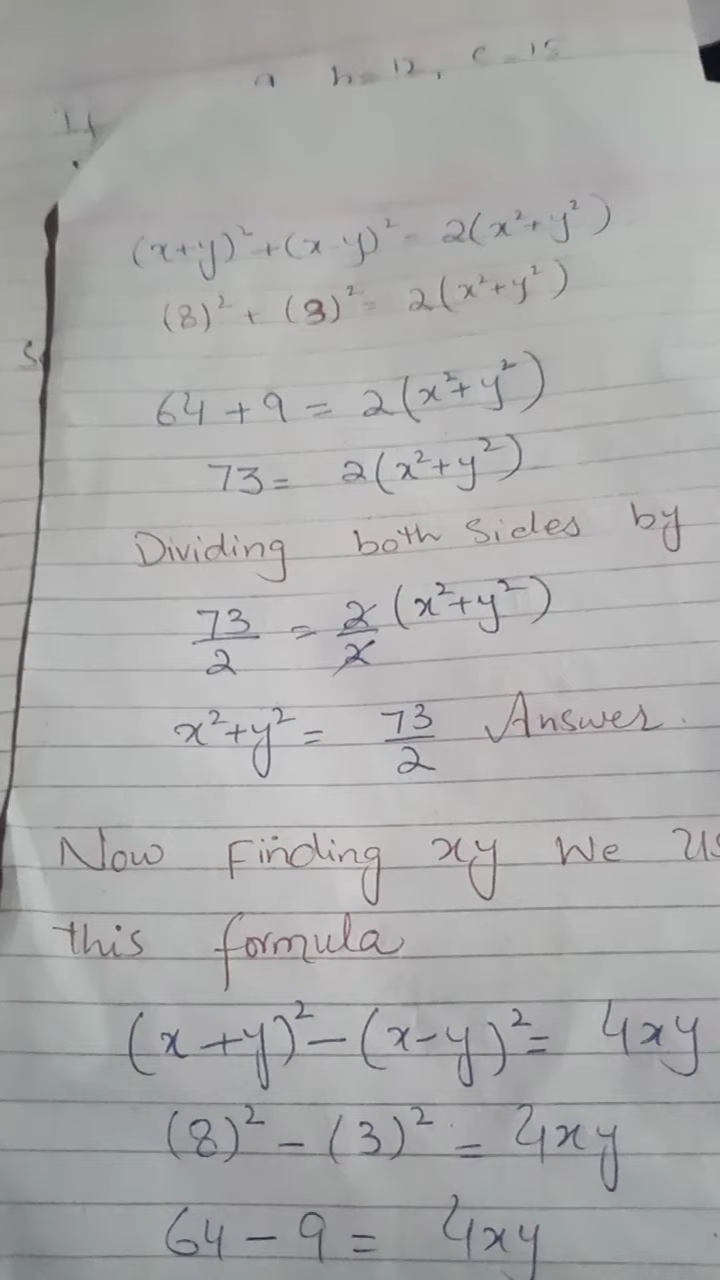 b=12, c=15
(x+y)²+(x-y)² = 2(x²+y²)
(8)² + (3)² = 2(x²+y²)
64 + 9 = 2(x²+y²)
73 = 2(x²+y²)
Dividing both sides by
73/2 = 2/2 (x²+y²)
x²+y² = 73/2 Answer.
Now Finding xy We us
this formula
(x+y)²-(x-y)² = 4xy
(8)² - (3)² = 4xy
64 - 9 = 4xy